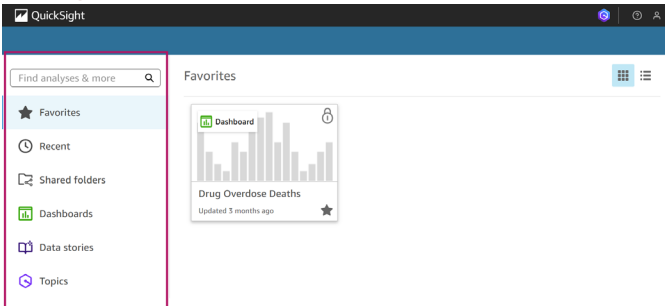 QuickSight
Find analyses & more
Favorites
Recent
Shared folders
Dashboards
Data stories
Topics
Favorites
Dashboard
Drug Overdose Deaths
Updated 3 months ago